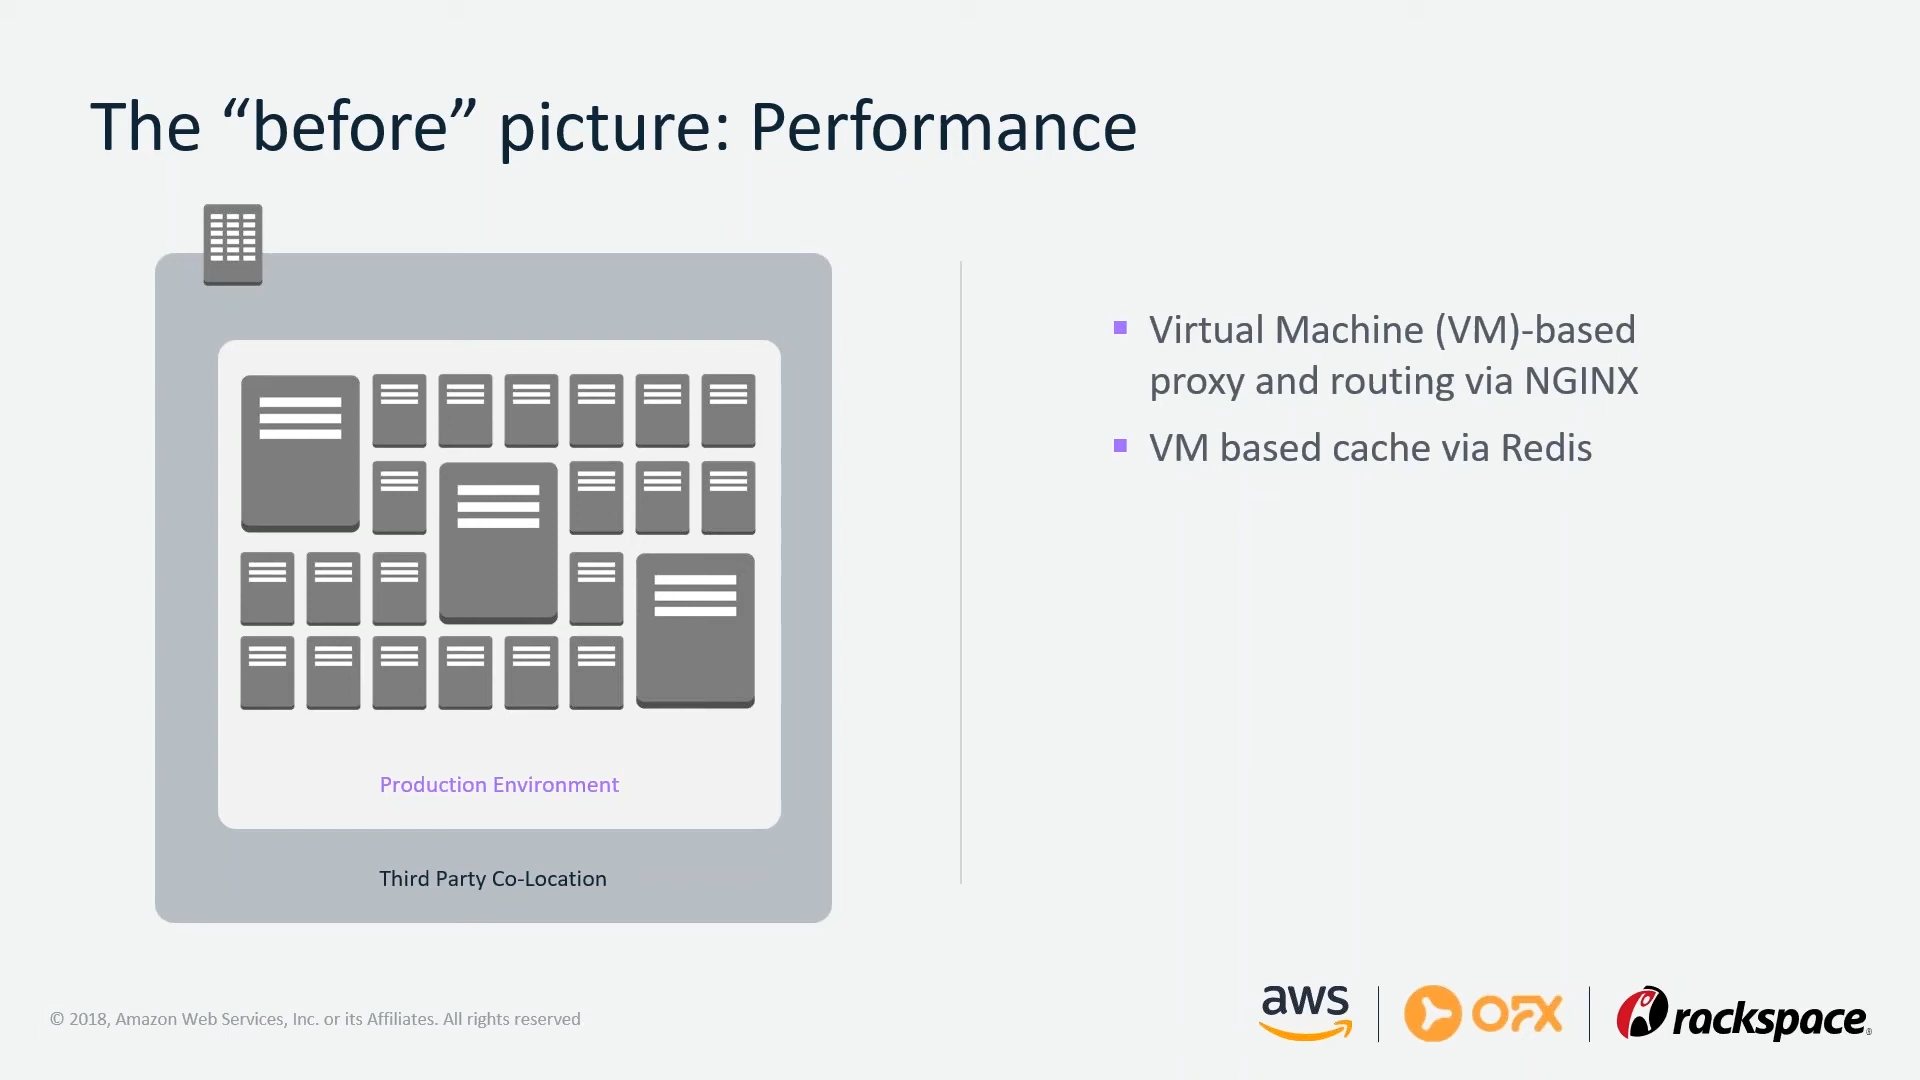 The “before” picture: Performance
Virtual Machine (VM)-based
proxy and routing via NGINX
VM based cache via Redis
Production Environment
Third Party Co-Location
© 2018, Amazon Web Services, Inc. or its Affiliates. All rights reserved
aws
OFX
rackspace®